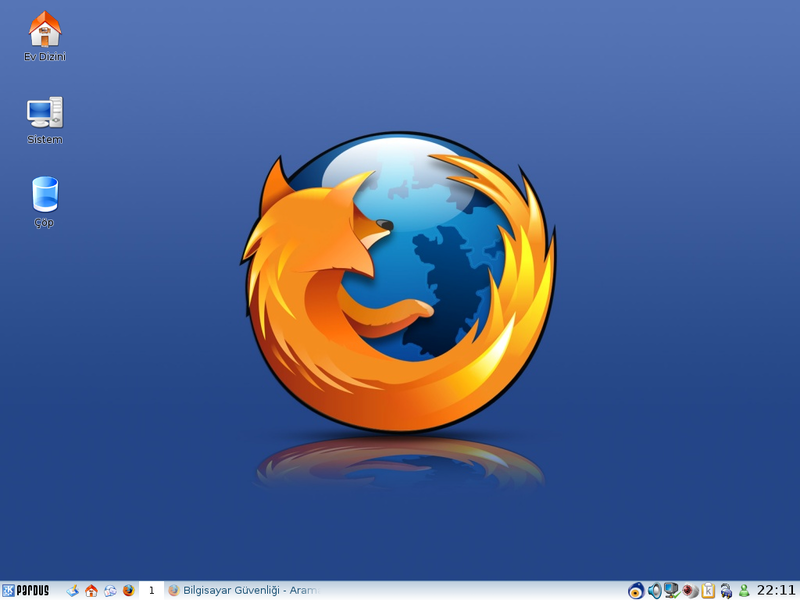 Ev Dizini
Sistem
Çöp
PARDUS
1
Bilgisayar Güvenliği - Aram
22:11